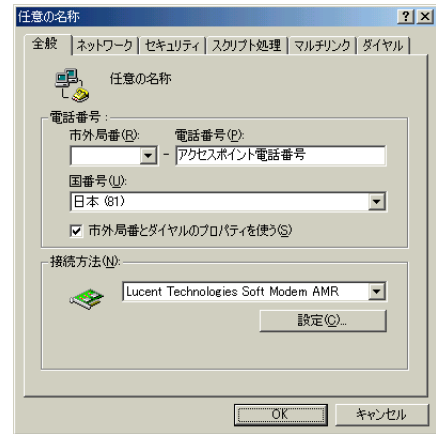 任意の名称
全般 ネットワーク セキュリティ スクリプト処理 マルチリンク ダイヤル
任意の名称
電話番号:
市外局番(R): 電話番号(P):
- アクセスポイント電話番号
国番号(U):
日本 (81)
市外局番とダイヤルのプロパティを使う(S)
接続方法(N):
Lucent Technologies Soft Modem AMR
設定(C)...
OK キャンセル